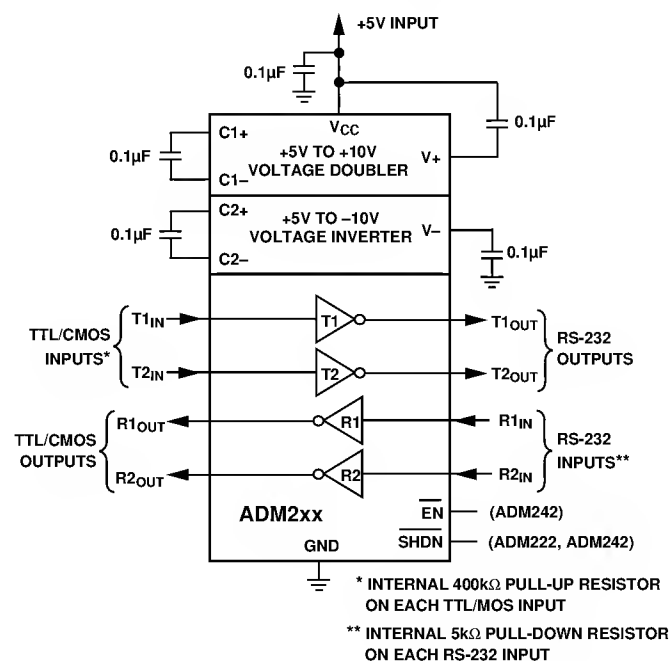 +5V INPUT
0.1µF
VCC
0.1µF
C1+
+5V TO +10V
0.1µF
VOLTAGE DOUBLER
V+
C1–
C2+
+5V TO –10V
0.1µF
VOLTAGE INVERTER
V–
C2–
0.1µF
TTL/CMOS
INPUTS*
T1IN
T1
T1OUT
RS-232
OUTPUTS
T2IN
T2
T2OUT
TTL/CMOS
OUTPUTS
R1OUT
R1
R1IN
RS-232
INPUTS**
R2OUT
R2
R2IN
ADM2xx
EN
(ADM242)
GND
SHDN
(ADM222, ADM242)
* INTERNAL 400kΩ PULL-UP RESISTOR
ON EACH TTL/MOS INPUT
** INTERNAL 5kΩ PULL-DOWN RESISTOR
ON EACH RS-232 INPUT